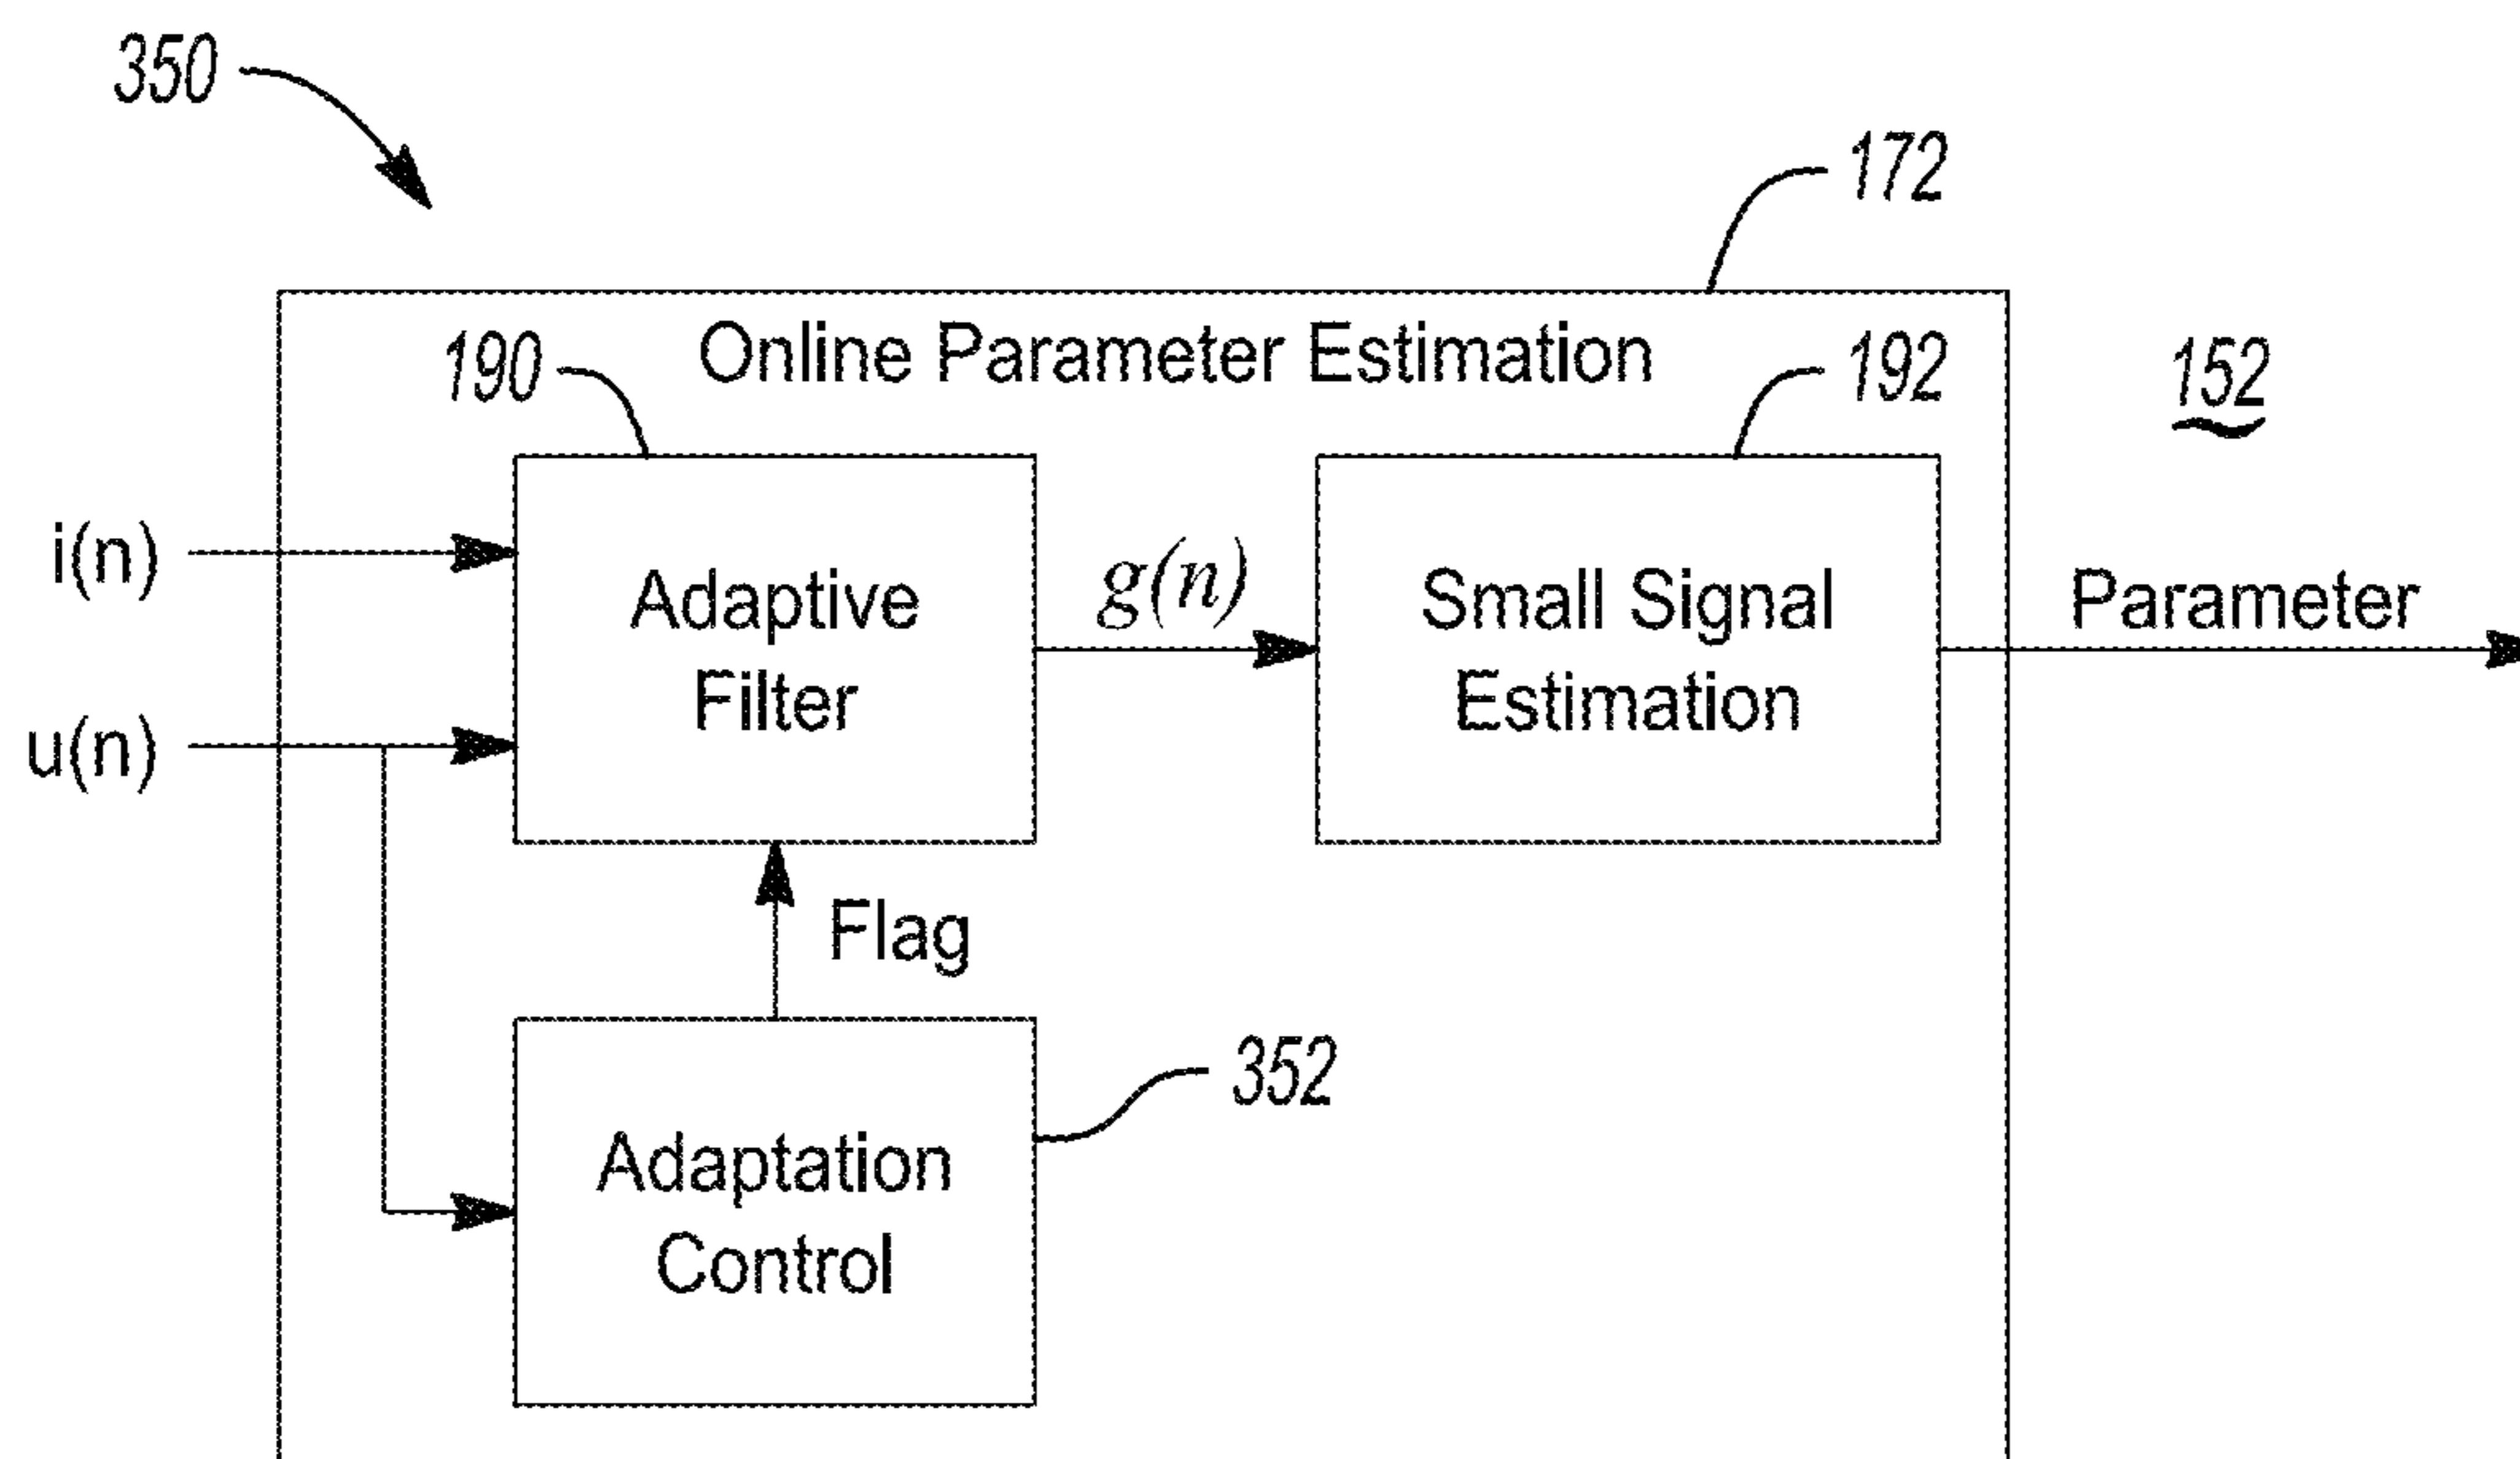 350
172
Online Parameter Estimation
190
192
152
i(n)
u(n)
Adaptive
Filter
g(n)
Small Signal
Estimation
Parameter
Flag
Adaptation
Control
352